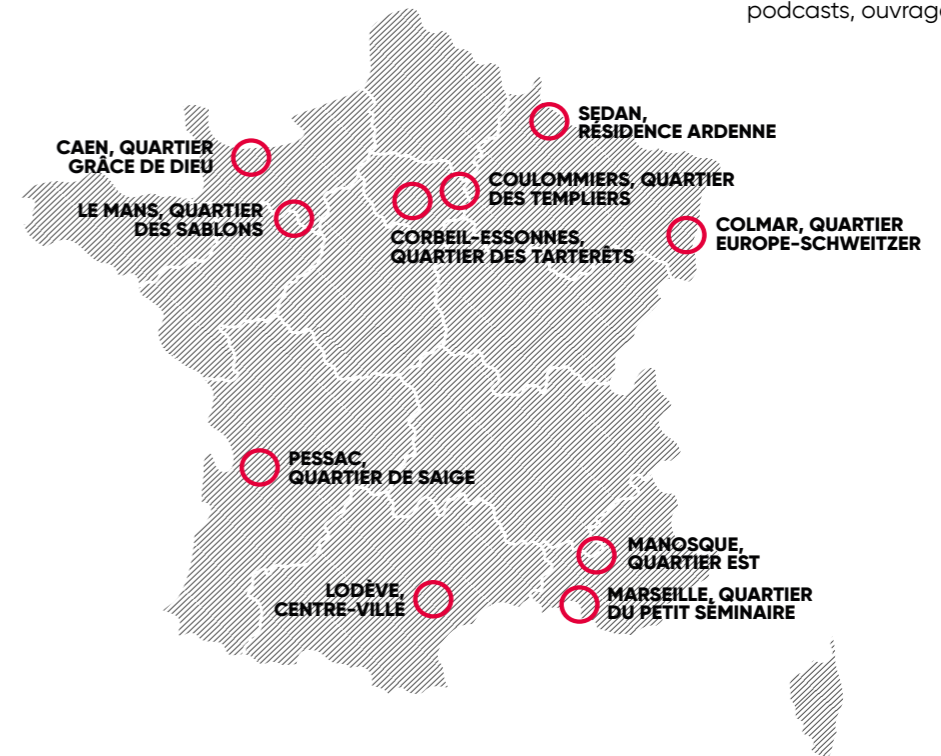 podcasts, ouvrage
SEDAN,
RÉSIDENCE ARDENNE
CAEN, QUARTIER
GRÂCE DE DIEU
COULOMMIERS, QUARTIER
DES TEMPLIERS
LE MANS, QUARTIER
DES SABLONS
COLMAR, QUARTIER
EUROPE-SCHWEITZER
CORBEIL-ESSONNES,
QUARTIER DES TARTERÊTS
PESSAC,
QUARTIER DE SAIGE
MANOSQUE,
QUARTIER EST
LODÈVE,
CENTRE-VILLE
MARSEILLE, QUARTIER
DU PETIT SÉMINAIRE